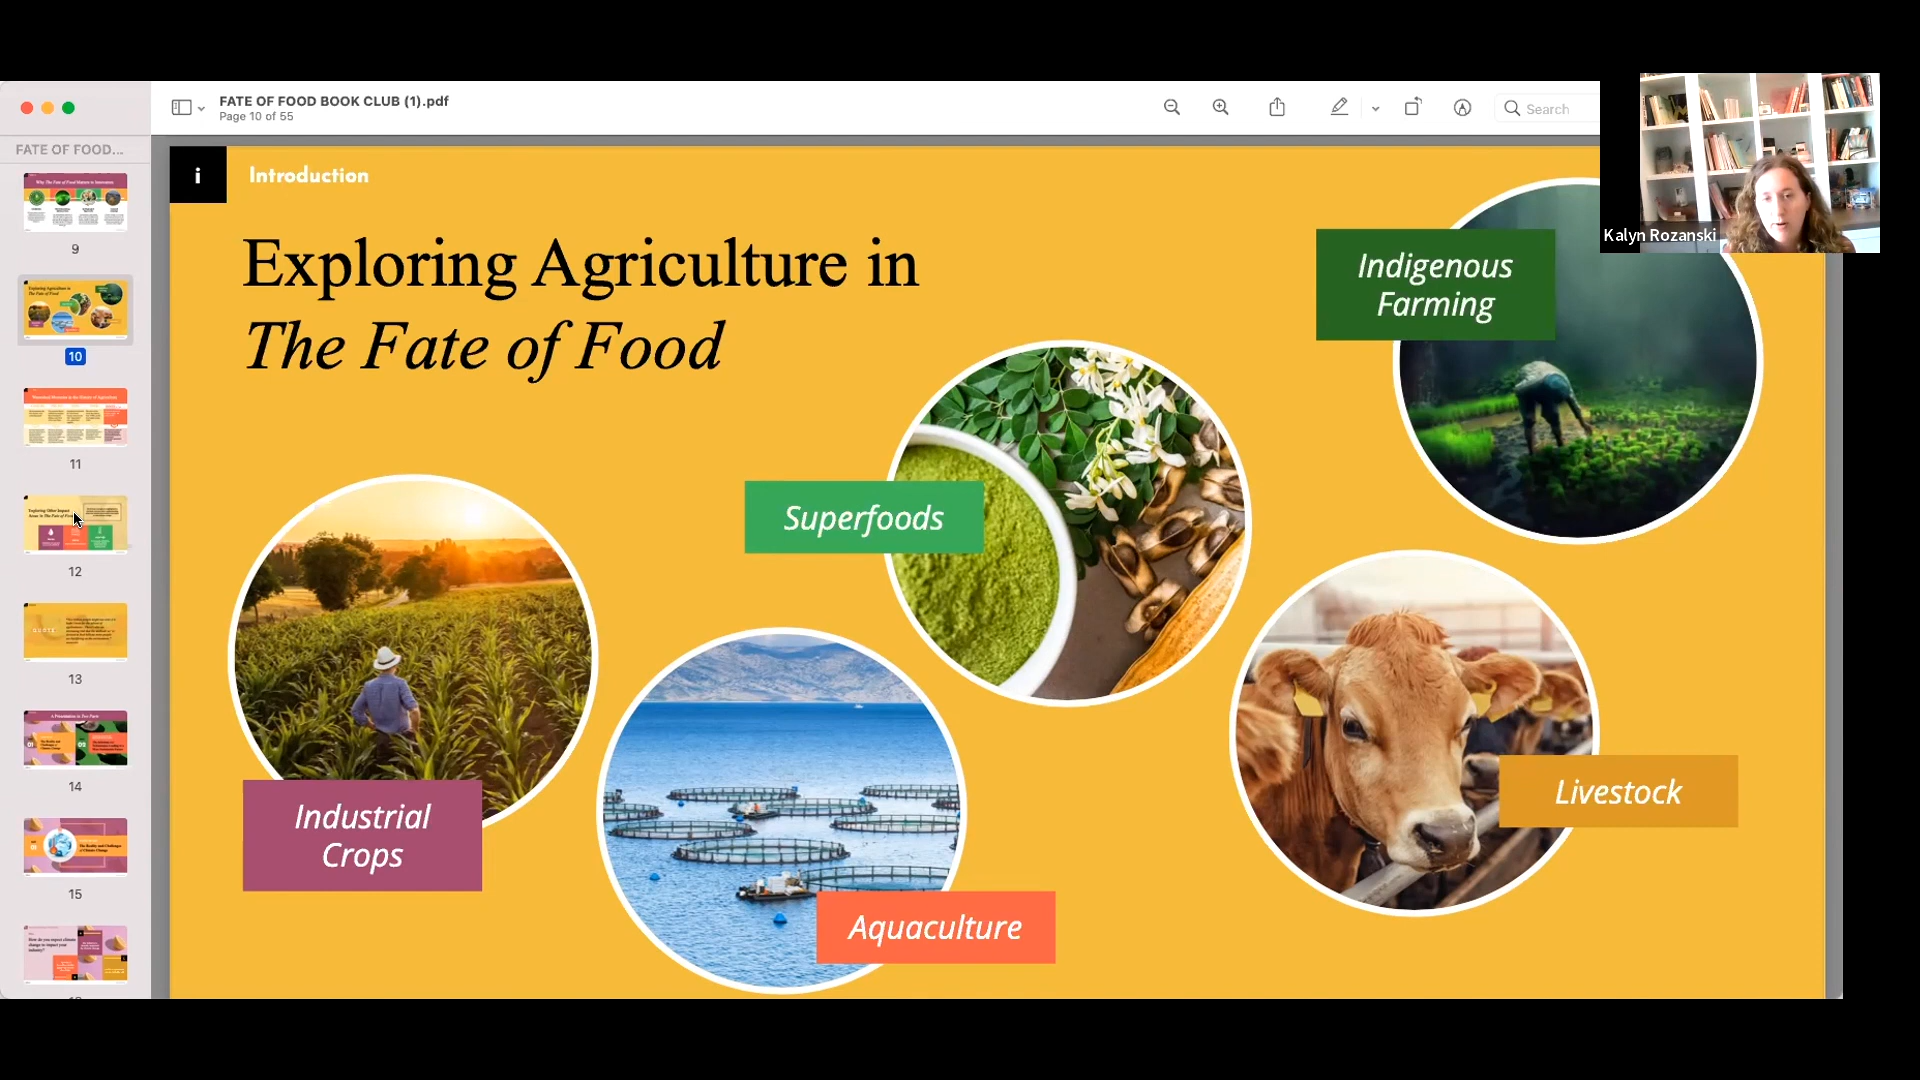 FATE OF FOOD BOOK CLUB (1).pdf
Page 10 of 55
Search
FATE OF FOOD...
9
10
11
12
13
14
15
i
Introduction
Exploring Agriculture in
The Fate of Food
Indigenous
Farming
Superfoods
Industrial
Crops
Aquaculture
Livestock
Kalyn Rozanski